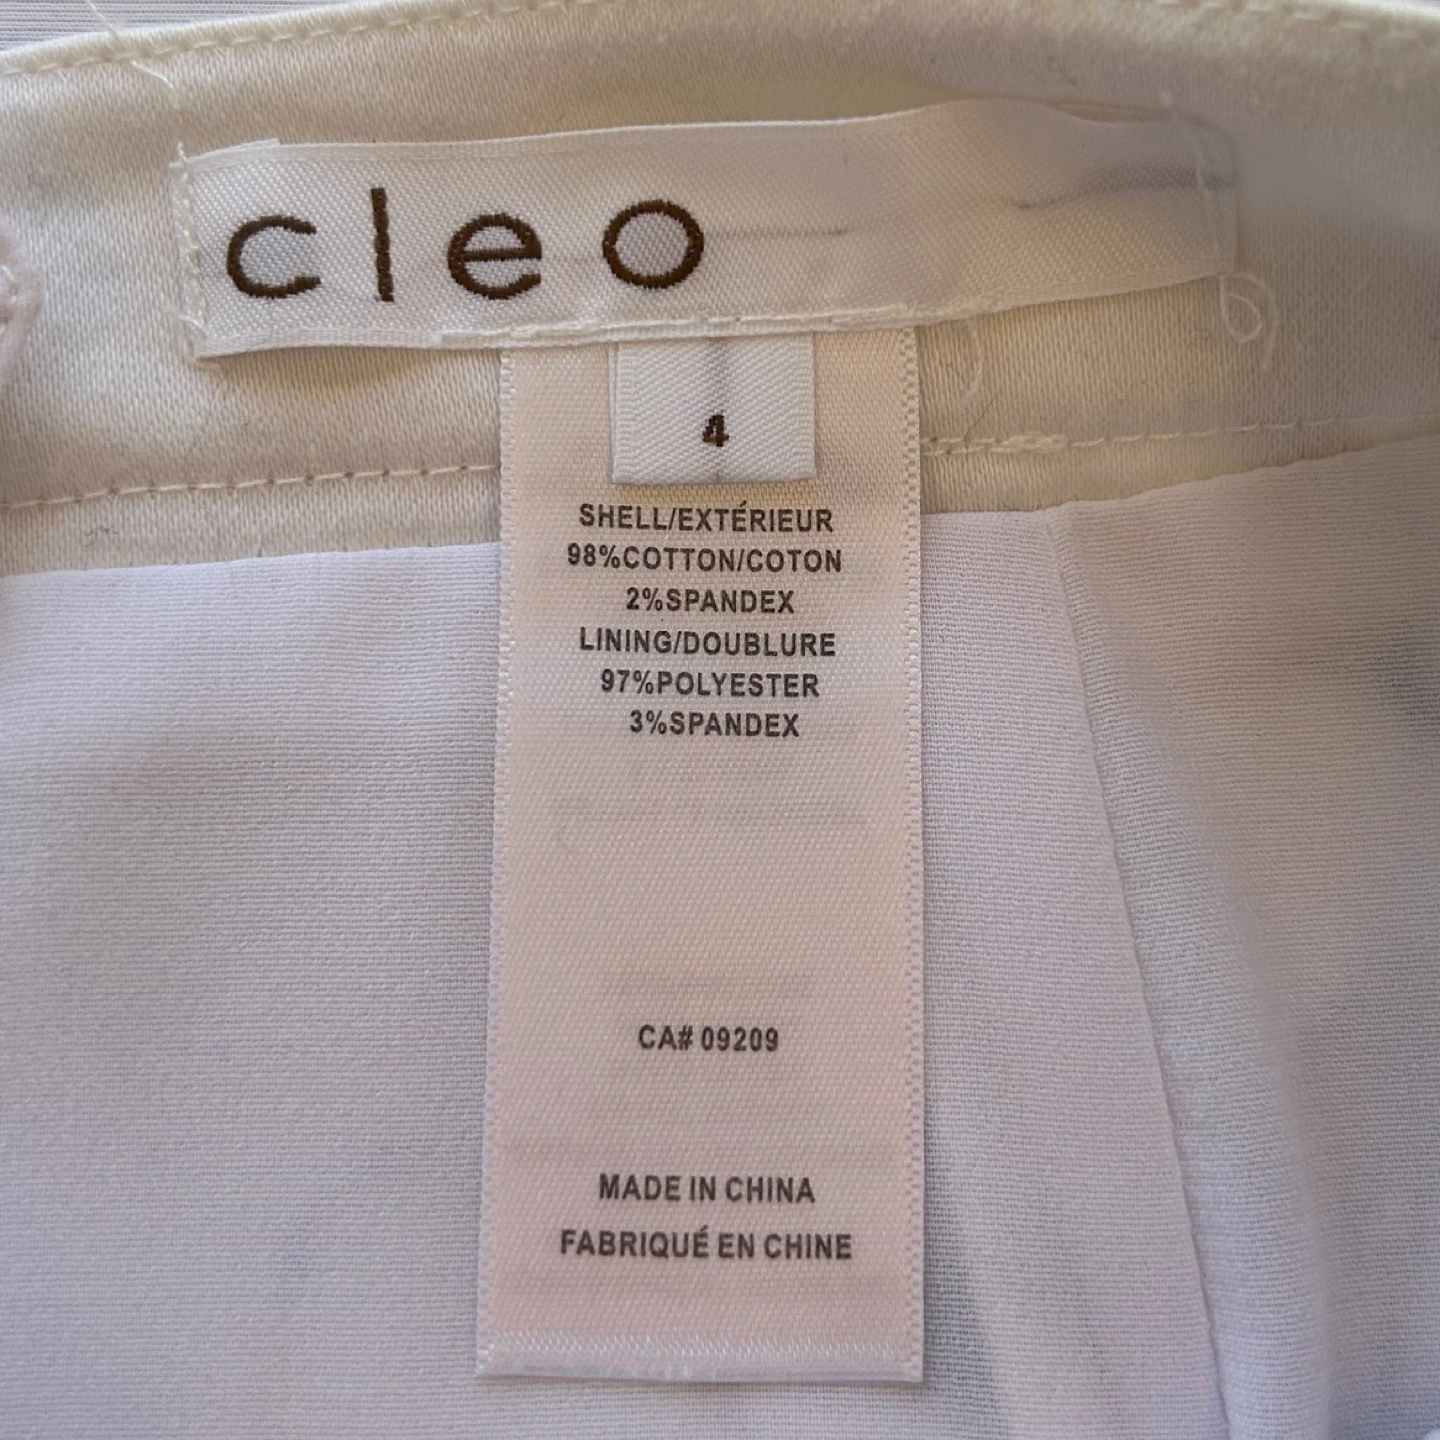 cleo
4
SHELL/EXTÉRIEUR
98%COTTON/COTON
2%SPANDEX
LINING/DOUBLURE
97%POLYESTER
3%SPANDEX
CA# 09209
MADE IN CHINA
FABRIQUÉ EN CHINE